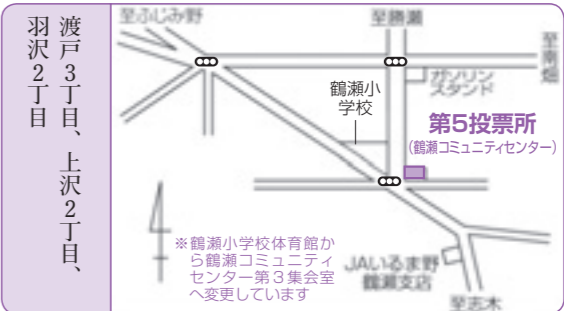 渡戸3丁目、上沢2丁目、
羽沢2丁目
至ふじみ野
至勝瀬
至南畑
ガソリン
スタンド
鶴瀬小
学校
第5投票所
(鶴瀬コミュニティセンター)
※鶴瀬小学校体育館か
ら鶴瀬コミュニティ
センター第3集会室
へ変更しています
JAいるま野
鶴瀬支店
至志木